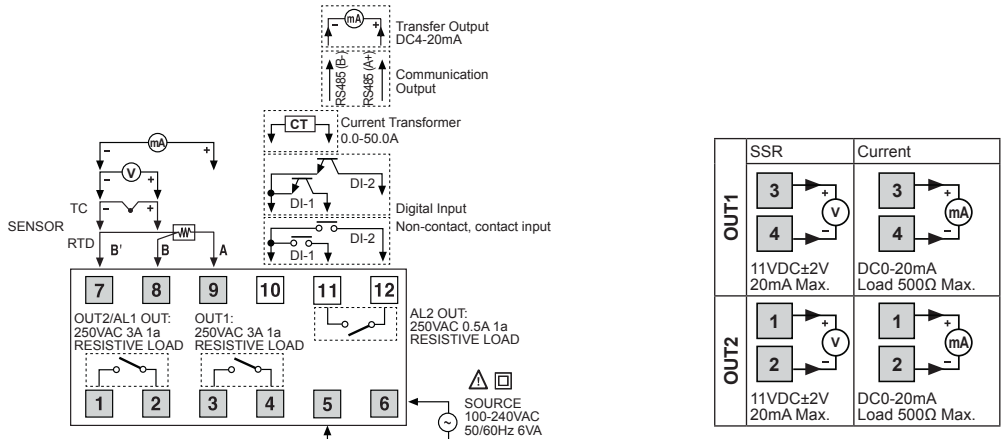 - mA +
Transfer Output
DC4-20mA
RS485 (B-)
RS485 (A+)
Communication
Output
CT
Current Transformer
0.0-50.0A
DI-2
DI-1
Digital Input
Non-contact, contact input
DI-2
DI-1
- mA +
- V +
TC - +
SENSOR
RTD B' B A
7 8 9 10 11 12
OUT2/AL1 OUT:
250VAC 3A 1a
RESISTIVE LOAD
OUT1:
250VAC 3A 1a
RESISTIVE LOAD
AL2 OUT:
250VAC 0.5A 1a
RESISTIVE LOAD
1 2 3 4 5 6
SOURCE
100-240VAC
50/60Hz 6VA
SSR
Current
OUT1
3
4
+
V
-
11VDC±2V
20mA Max.
3
4
+
mA
-
DC0-20mA
Load 500Ω Max.
OUT2
1
2
+
V
-
11VDC±2V
20mA Max.
1
2
+
mA
-
DC0-20mA
Load 500Ω Max.